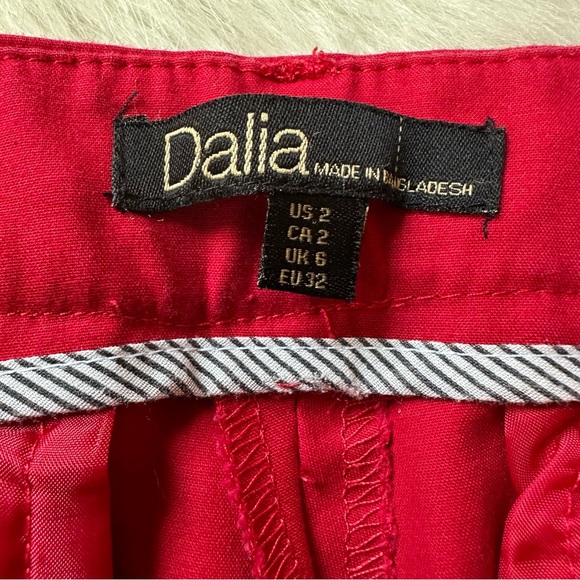 Dalia MADE IN BANGLADESH
US 2
CA 2
UK 6
EU 32